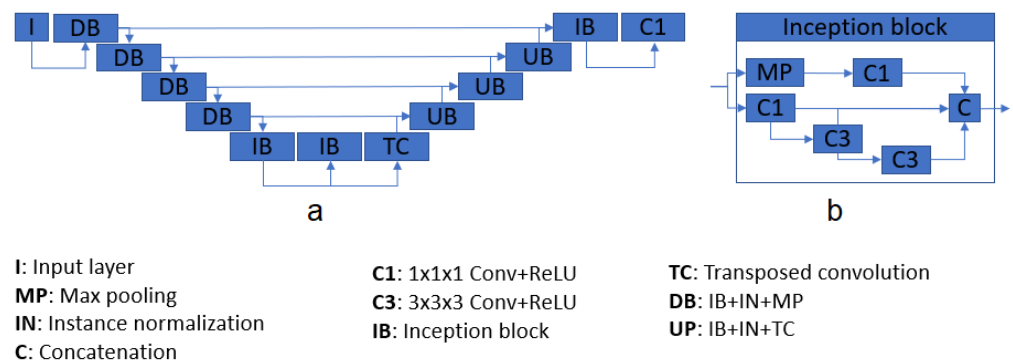 I DB IB C1
DB UB
DB UB
DB UB
IB IB TC
a
Inception block
MP C1
C1 C
C3
C3
b
I: Input layer
MP: Max pooling
IN: Instance normalization
C: Concatenation
C1: 1x1x1 Conv+ReLU
C3: 3x3x3 Conv+ReLU
IB: Inception block
TC: Transposed convolution
DB: IB+IN+MP
UP: IB+IN+TC